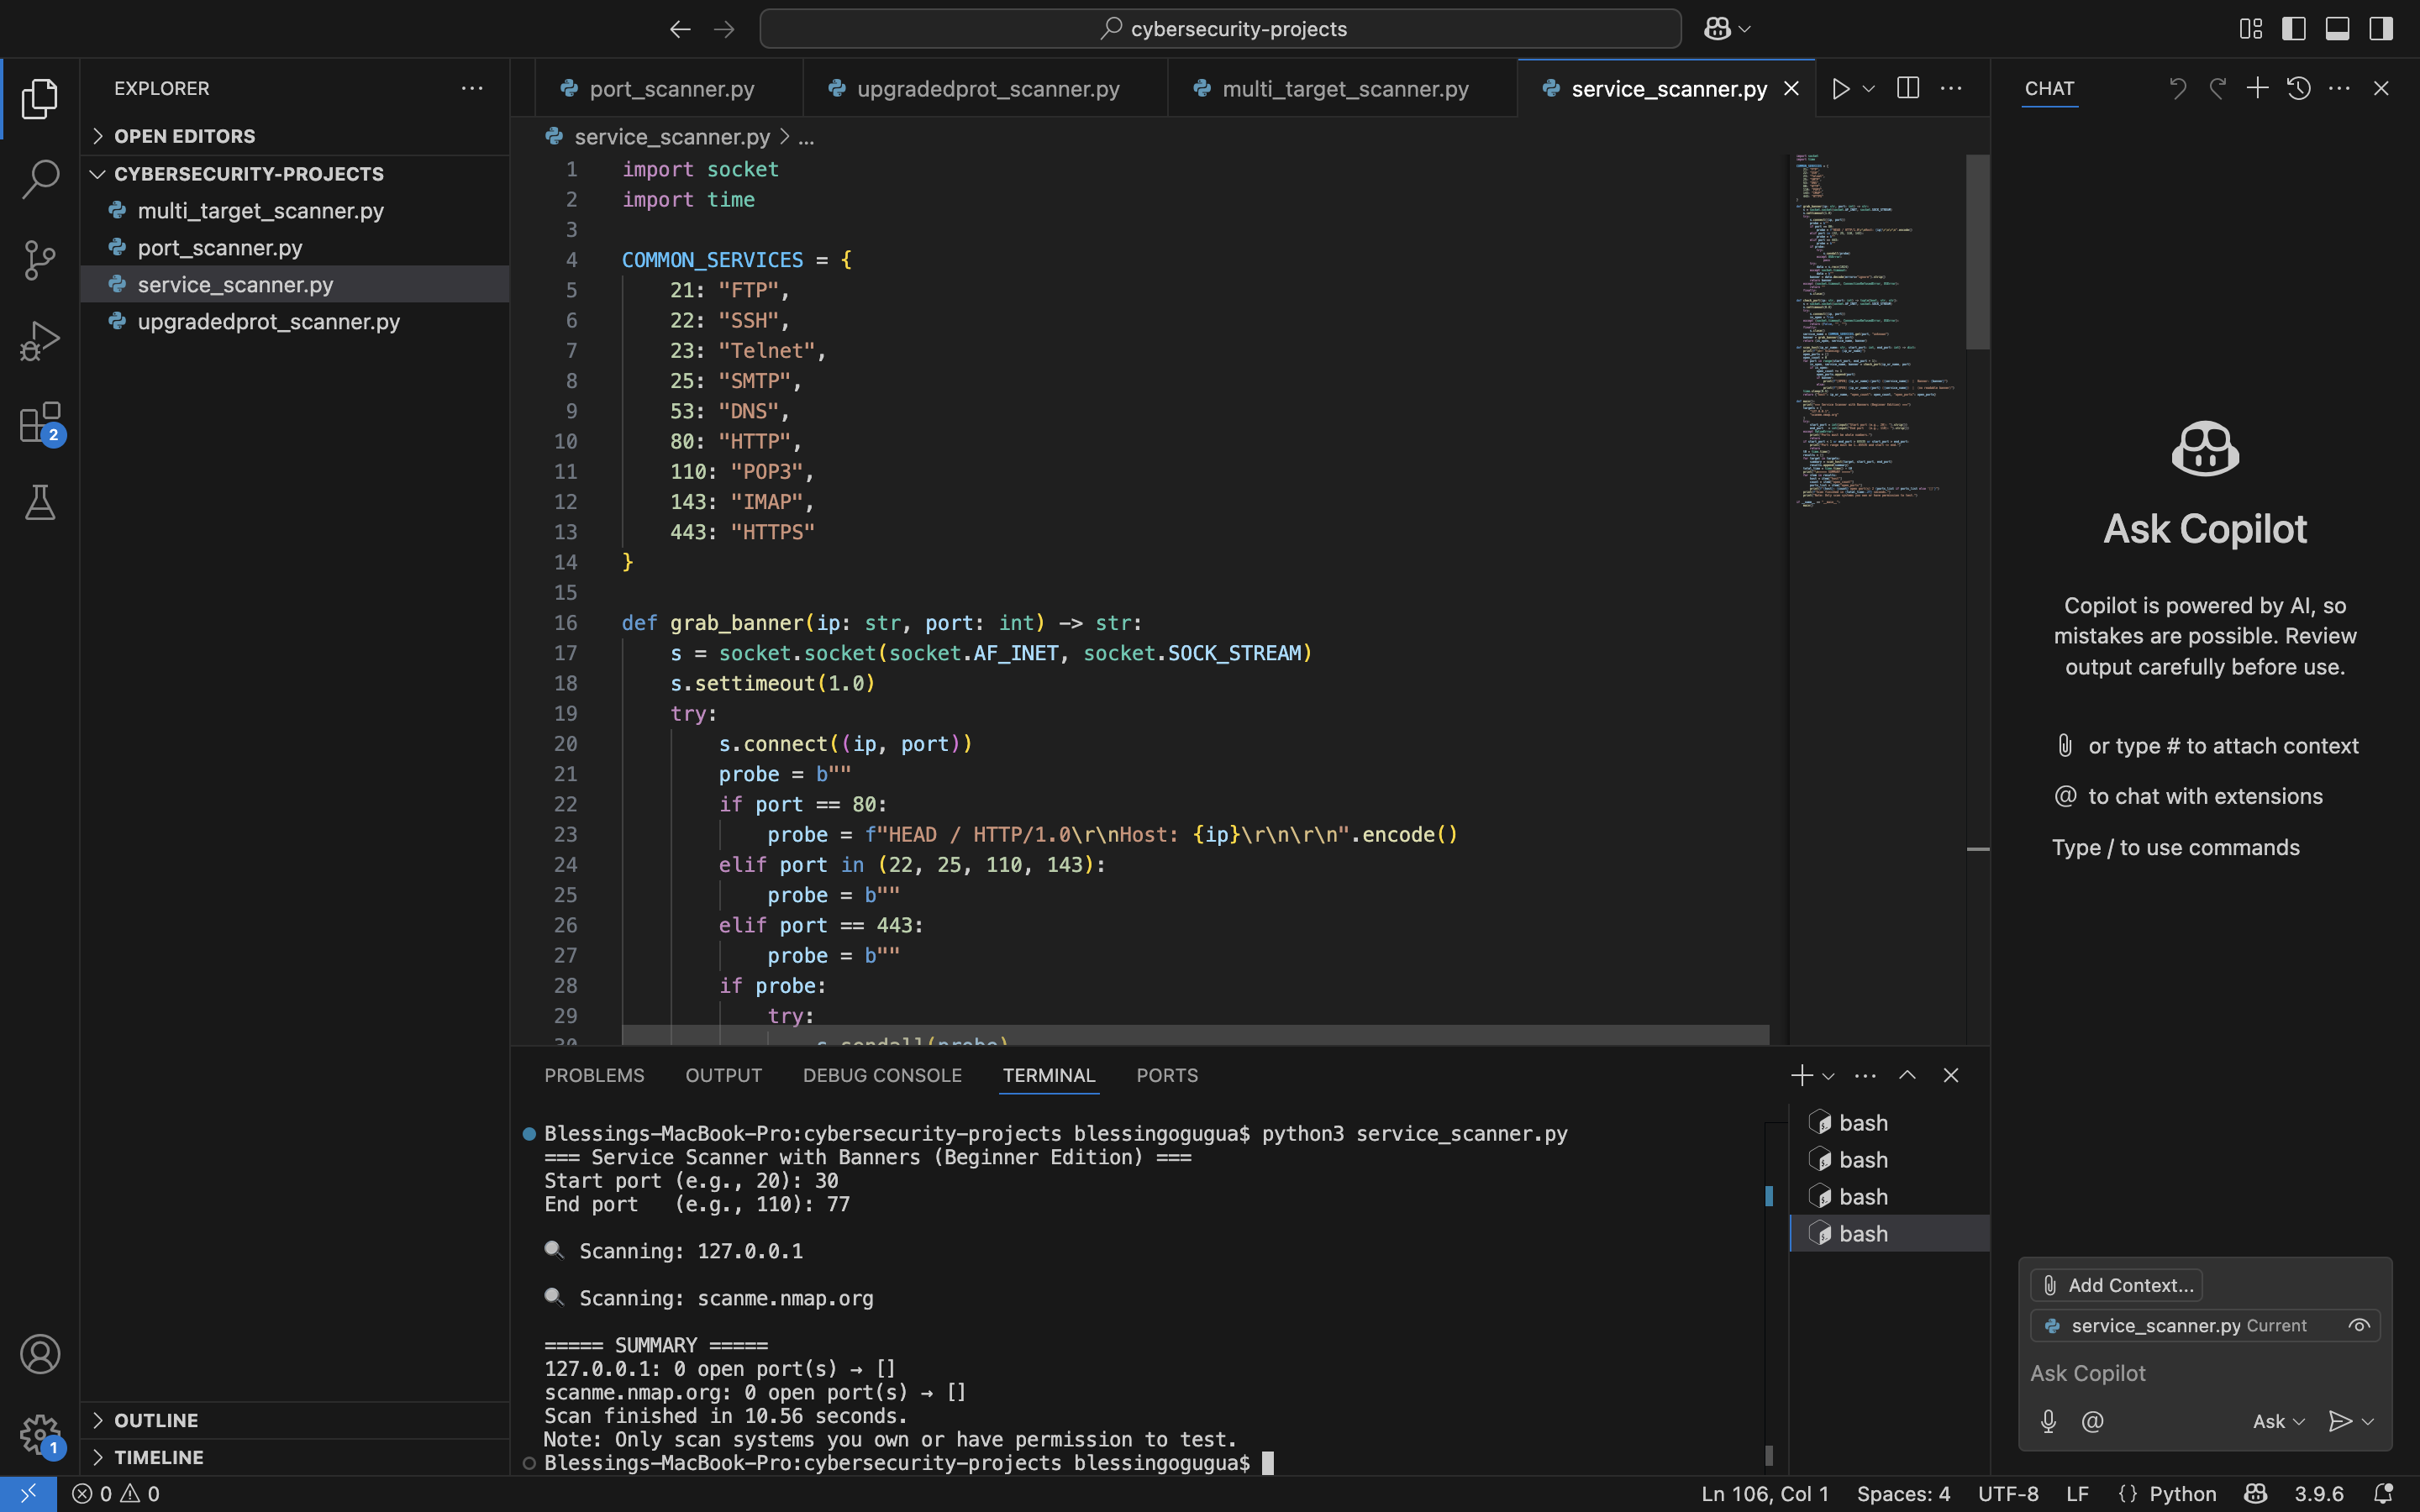 cybersecurity-projects
EXPLORER
OPEN EDITORS
CYBERSECURITY-PROJECTS
multi_target_scanner.py
port_scanner.py
service_scanner.py
upgradedprot_scanner.py
2
OUTLINE
TIMELINE
1
port_scanner.py
upgradedprot_scanner.py
multi_target_scanner.py
service_scanner.py
service_scanner.py > ...
1 import socket
2 import time
3
4 COMMON_SERVICES = {
5     21: "FTP",
6     22: "SSH",
7     23: "Telnet",
8     25: "SMTP",
9     53: "DNS",
10     80: "HTTP",
11     110: "POP3",
12     143: "IMAP",
13     443: "HTTPS"
14 }
15
16 def grab_banner(ip: str, port: int) -> str:
17     s = socket.socket(socket.AF_INET, socket.SOCK_STREAM)
18     s.settimeout(1.0)
19     try:
20         s.connect((ip, port))
21         probe = b""
22         if port == 80:
23             probe = f"HEAD / HTTP/1.0\r\nHost: {ip}\r\n\r\n".encode()
24         elif port in (22, 25, 110, 143):
25             probe = b""
26         elif port == 443:
27             probe = b""
28         if probe:
29             try:
30                 s.sendall(probe)
PROBLEMS OUTPUT DEBUG CONSOLE TERMINAL PORTS
Blessings-MacBook-Pro:cybersecurity-projects blessingogugua$ python3 service_scanner.py
=== Service Scanner with Banners (Beginner Edition) ===
Start port (e.g., 20): 30
End port   (e.g., 110): 77
Scanning: 127.0.0.1
Scanning: scanme.nmap.org
===== SUMMARY =====
127.0.0.1: 0 open port(s) → []
scanme.nmap.org: 0 open port(s) → []
Scan finished in 10.56 seconds.
Note: Only scan systems you own or have permission to test.
Blessings-MacBook-Pro:cybersecurity-projects blessingogugua$
bash
bash
bash
bash
CHAT
Ask Copilot
Copilot is powered by AI, so
mistakes are possible. Review
output carefully before use.
or type # to attach context
@ to chat with extensions
Type / to use commands
Add Context...
service_scanner.py Current
Ask Copilot
@ Ask
0 0
Ln 106, Col 1 Spaces: 4 UTF-8 LF {} Python 3.9.6